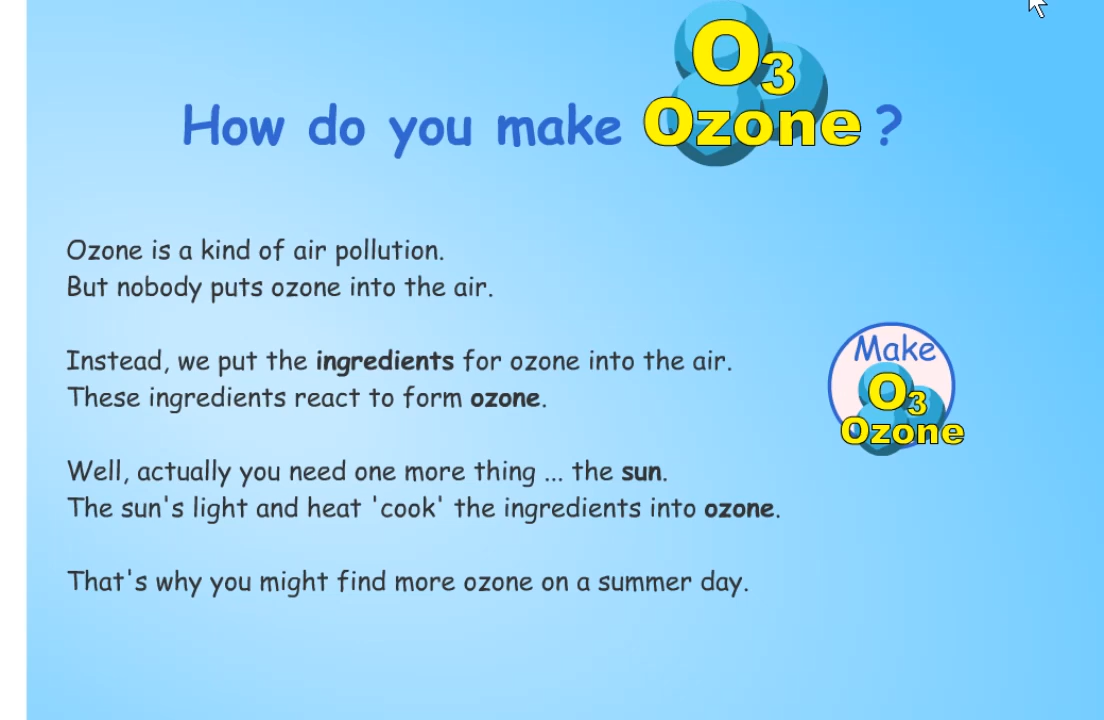 O3
How do you make Ozone ?
Ozone is a kind of air pollution.
But nobody puts ozone into the air.
Instead, we put the ingredients for ozone into the air.
These ingredients react to form ozone.
Make
O3
Ozone
Well, actually you need one more thing ... the sun.
The sun's light and heat 'cook' the ingredients into ozone.
That's why you might find more ozone on a summer day.